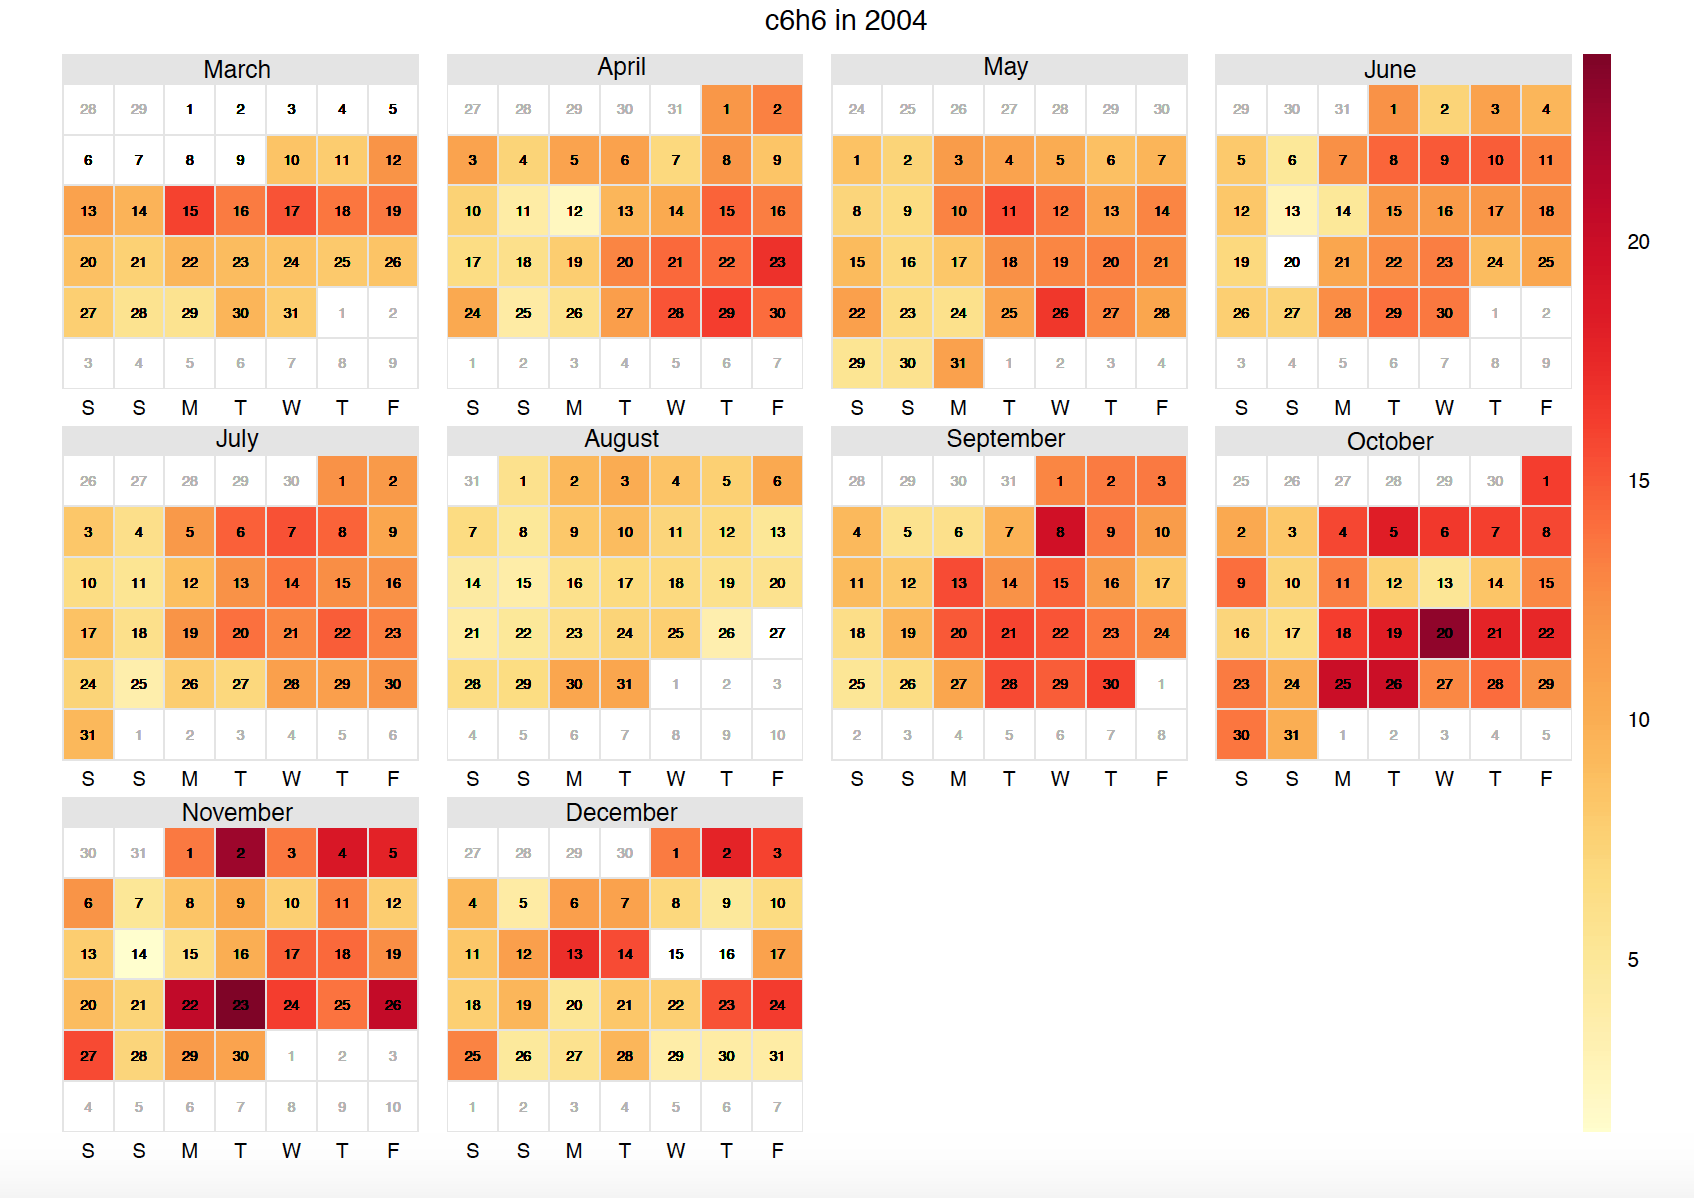 c6h6 in 2004
March April May June
28 29 1 2 3 4 5 27 28 29 30 31 1 2 24 25 26 27 28 29 30 29 30 31 1 2 3 4
6 7 8 9 10 11 12 3 4 5 6 7 8 9 1 2 3 4 5 6 7 5 6 7 8 9 10 11
13 14 15 16 17 18 19 10 11 12 13 14 15 16 8 9 10 11 12 13 14 12 13 14 15 16 17 18
20 21 22 23 24 25 26 17 18 19 20 21 22 23 15 16 17 18 19 20 21 19 20 21 22 23 24 25 20
27 28 29 30 31 1 2 24 25 26 27 28 29 30 22 23 24 25 26 27 28 26 27 28 29 30 1 2
3 4 5 6 7 8 9 1 2 3 4 5 6 7 29 30 31 1 2 3 4 3 4 5 6 7 8 9
S S M T W T F S S M T W T F S S M T W T F S S M T W T F
July August September October
26 27 28 29 30 1 2 31 1 2 3 4 5 6 28 29 30 31 1 2 3 25 26 27 28 29 30 1 15
3 4 5 6 7 8 9 7 8 9 10 11 12 13 4 5 6 7 8 9 10 2 3 4 5 6 7 8
10 11 12 13 14 15 16 14 15 16 17 18 19 20 11 12 13 14 15 16 17 9 10 11 12 13 14 15
17 18 19 20 21 22 23 21 22 23 24 25 26 27 18 19 20 21 22 23 24 16 17 18 19 20 21 22
24 25 26 27 28 29 30 28 29 30 31 1 2 3 25 26 27 28 29 30 1 23 24 25 26 27 28 29
31 1 2 3 4 5 6 4 5 6 7 8 9 10 2 3 4 5 6 7 8 30 31 1 2 3 4 5 10
S S M T W T F S S M T W T F S S M T W T F S S M T W T F
November December
30 31 1 2 3 4 5 27 28 29 30 1 2 3
6 7 8 9 10 11 12 4 5 6 7 8 9 10
13 14 15 16 17 18 19 11 12 13 14 15 16 17 5
20 21 22 23 24 25 26 18 19 20 21 22 23 24
27 28 29 30 1 2 3 25 26 27 28 29 30 31
4 5 6 7 8 9 10 1 2 3 4 5 6 7
S S M T W T F S S M T W T F